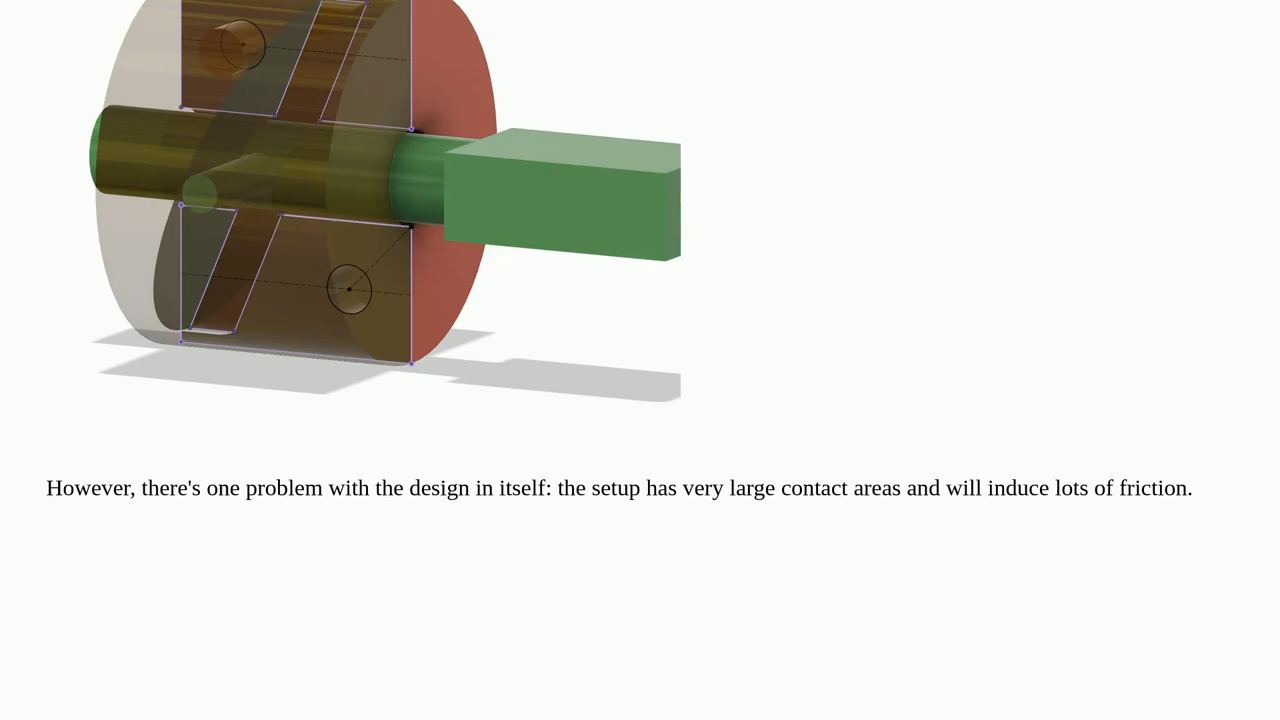 However, there's one problem with the design in itself: the setup has very large contact areas and will induce lots of friction.